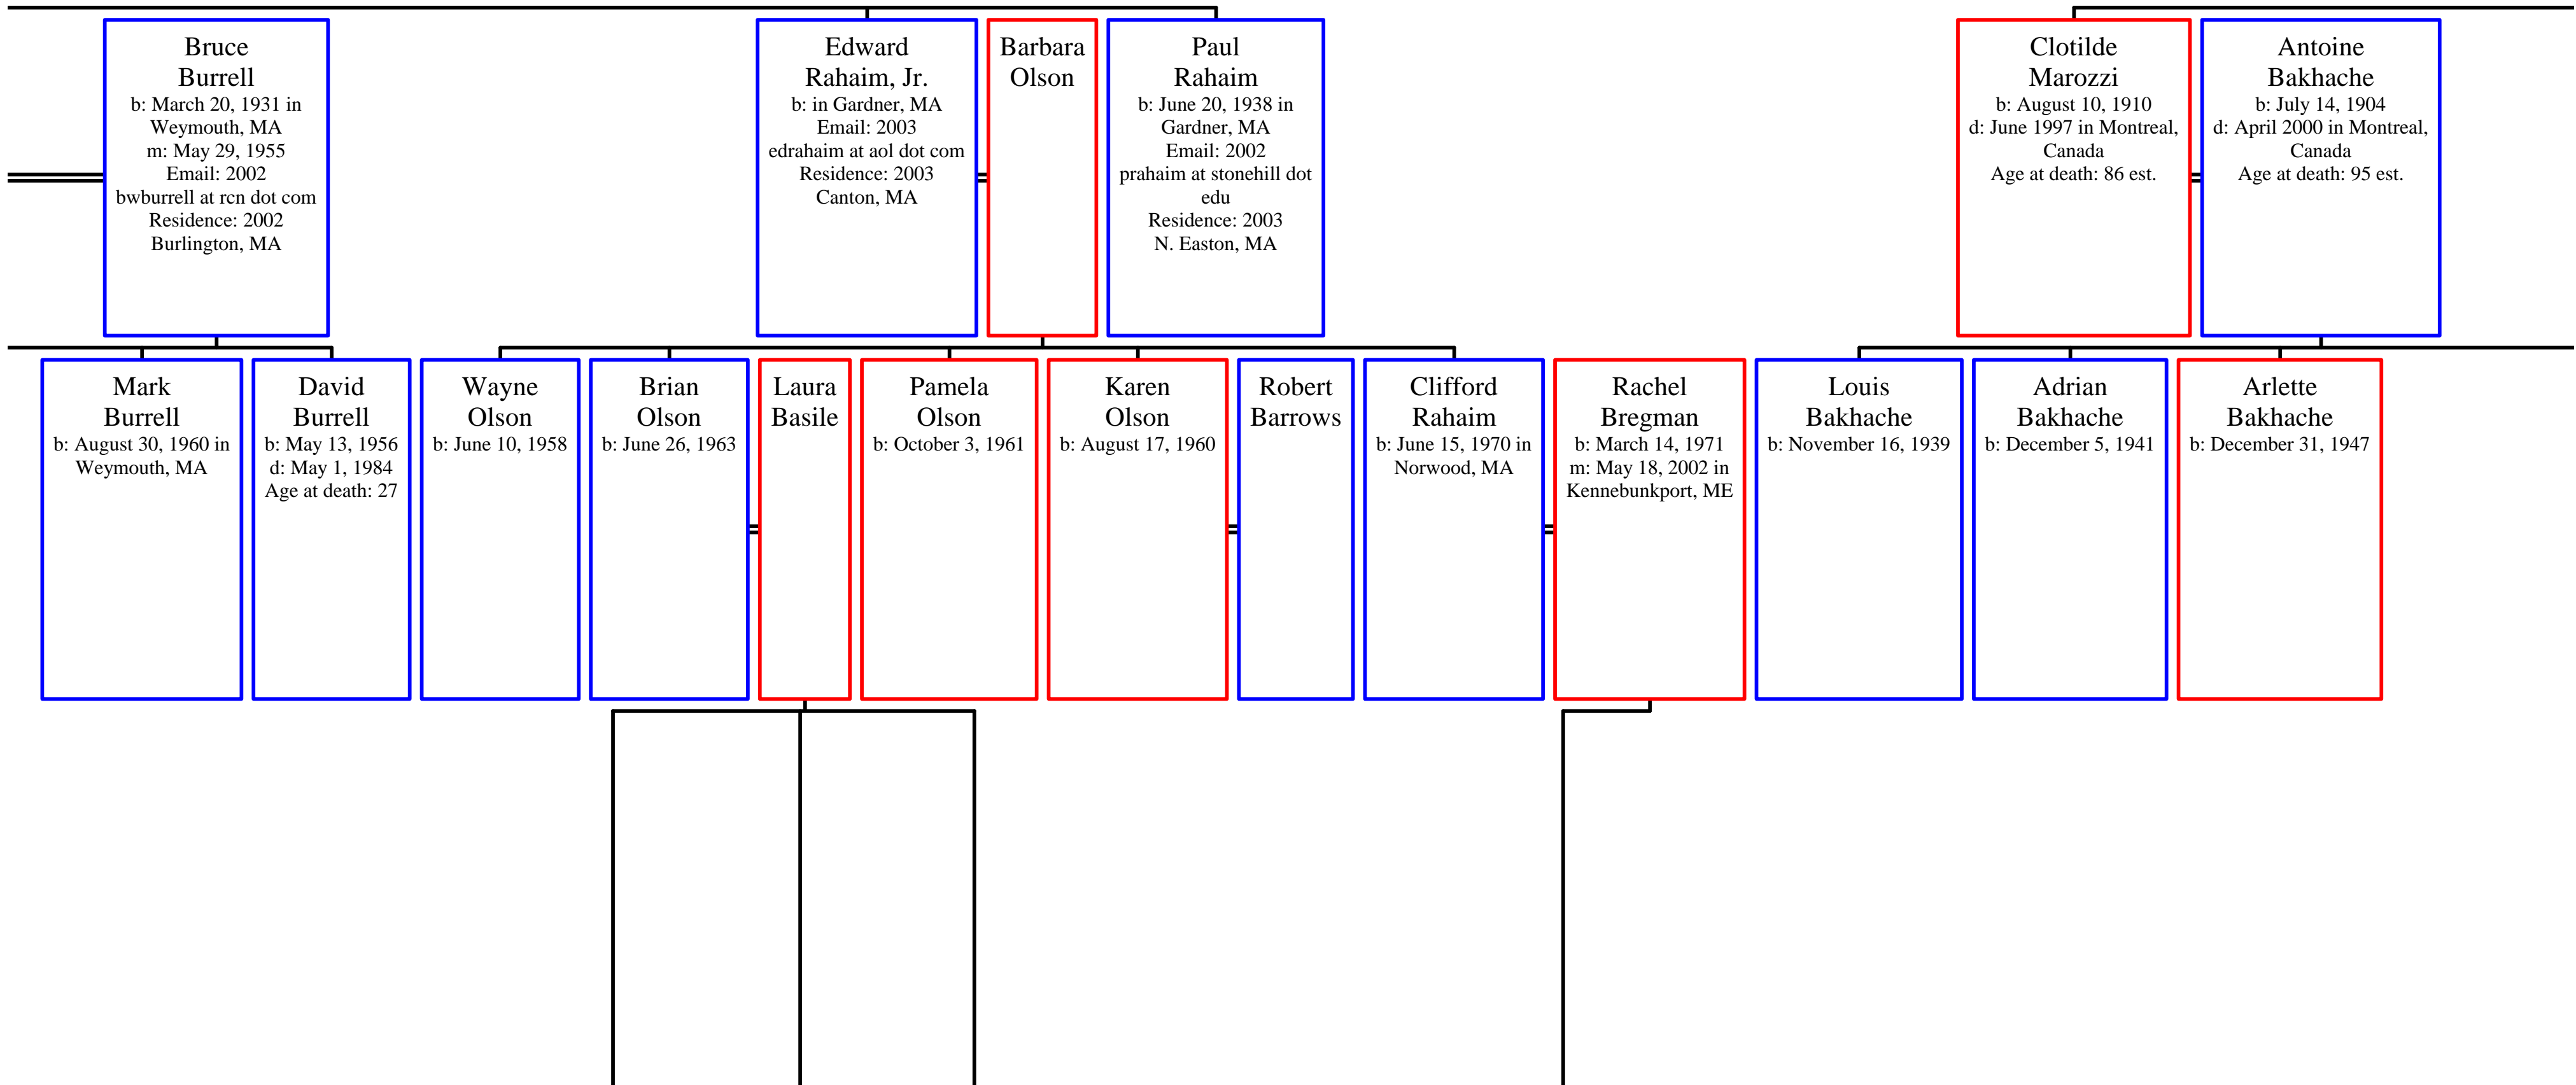 Bruce
Burrell
b: March 20, 1931 in
Weymouth, MA
m: May 29, 1955
Email: 2002
bwburrell at rcn dot com
Residence: 2002
Burlington, MA
Edward
Rahaim, Jr.
b: in Gardner, MA
Email: 2003
edrahaim at aol dot com
Residence: 2003
Canton, MA
Barbara
Olson
Paul
Rahaim
b: June 20, 1938 in
Gardner, MA
Email: 2002
prahaim at stonehill dot
edu
Residence: 2003
N. Easton, MA
Clotilde
Marozzi
b: August 10, 1910
d: June 1997 in Montreal,
Canada
Age at death: 86 est.
Antoine
Bakhache
b: July 14, 1904
d: April 2000 in Montreal,
Canada
Age at death: 95 est.
Mark
Burrell
b: August 30, 1960 in
Weymouth, MA
David
Burrell
b: May 13, 1956
d: May 1, 1984
Age at death: 27
Wayne
Olson
b: June 10, 1958
Brian
Olson
b: June 26, 1963
Laura
Basile
Pamela
Olson
b: October 3, 1961
Karen
Olson
b: August 17, 1960
Robert
Barrows
Clifford
Rahaim
b: June 15, 1970 in
Norwood, MA
Rachel
Bregman
b: March 14, 1971
m: May 18, 2002 in
Kennebunkport, ME
Louis
Bakhache
b: November 16, 1939
Adrian
Bakhache
b: December 5, 1941
Arlette
Bakhache
b: December 31, 1947